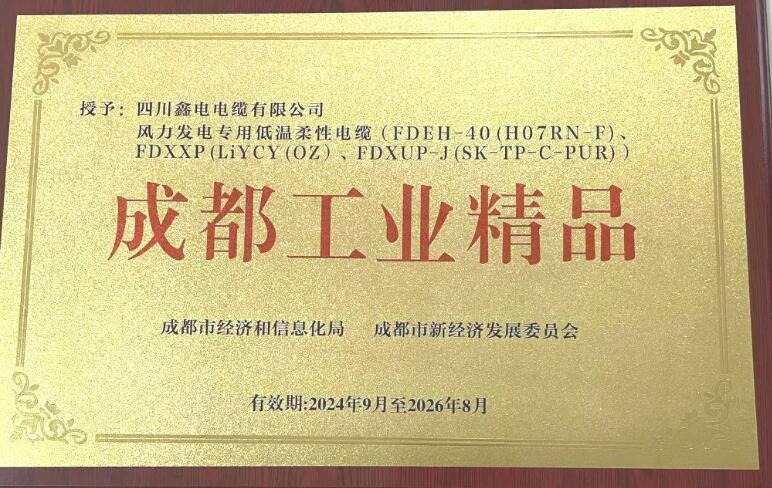 授予：四川鑫电电缆有限公司
风力发电专用低温柔性电缆（FDEH-40(H07RN-F)、
FDXXP(LiYCY(OZ）、FDXUP-J(SK-TP-C-PUR)）
成都工业精品
成都市经济和信息化局 成都市新经济发展委员会
有效期:2024年9月至2026年8月